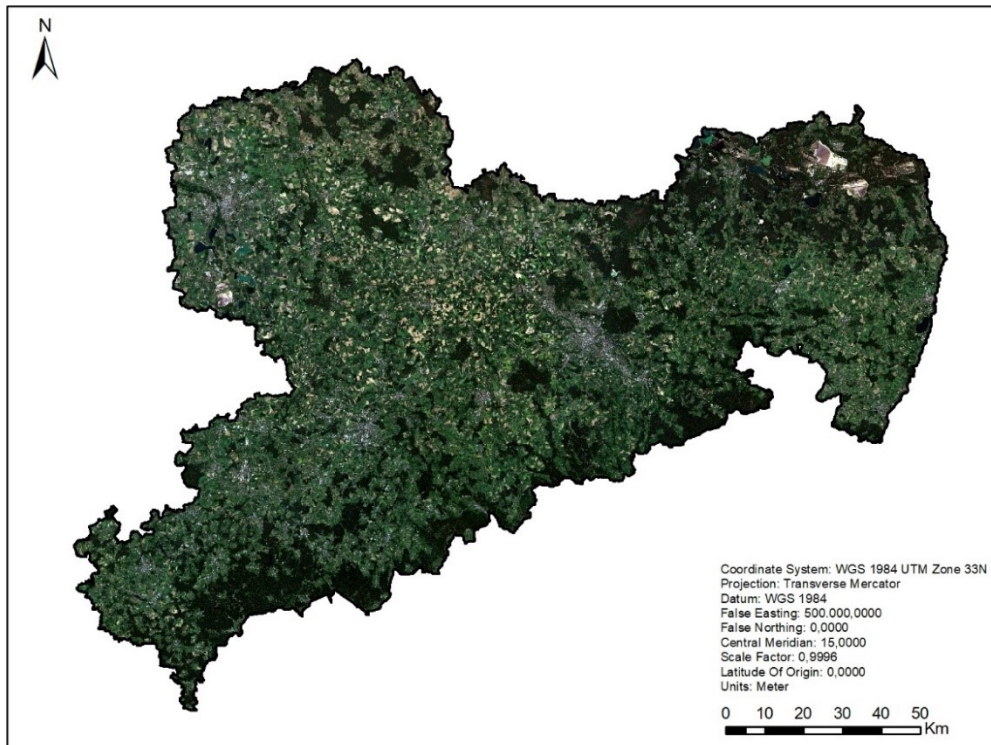 N
Coordinate System: WGS 1984 UTM Zone 33N
Projection: Transverse Mercator
Datum: WGS 1984
False Easting: 500.000,0000
False Northing: 0,0000
Central Meridian: 15,0000
Scale Factor: 0,9996
Latitude Of Origin: 0,0000
Units: Meter
0 5 10 20 30 40 50
Km